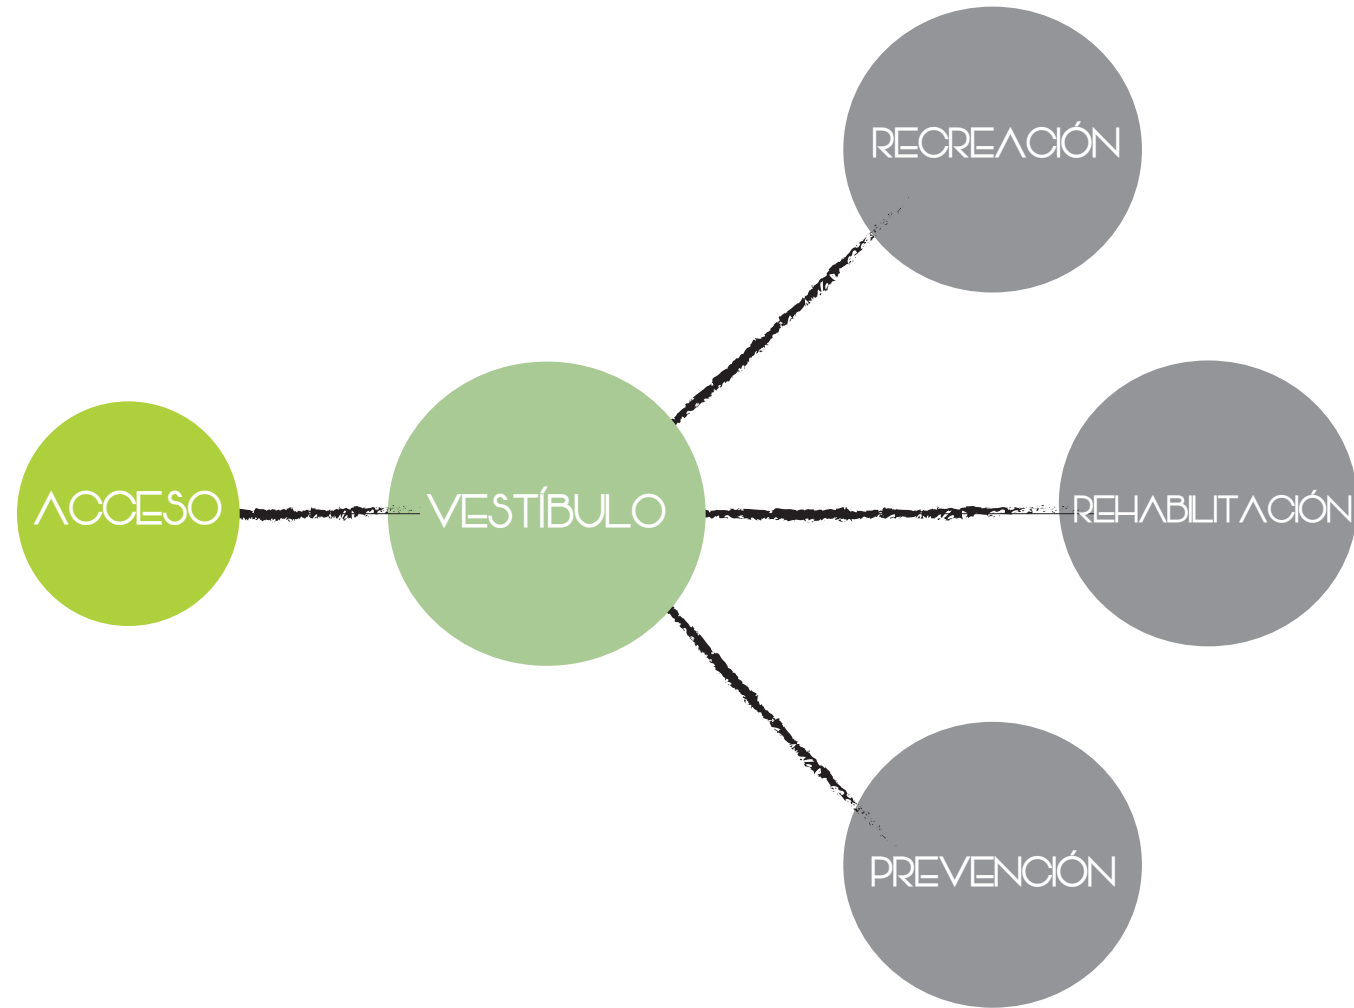 RECREACIÓN
ACCESO
VESTÍBULO
REHABILITACIÓN
PREVENCIÓN